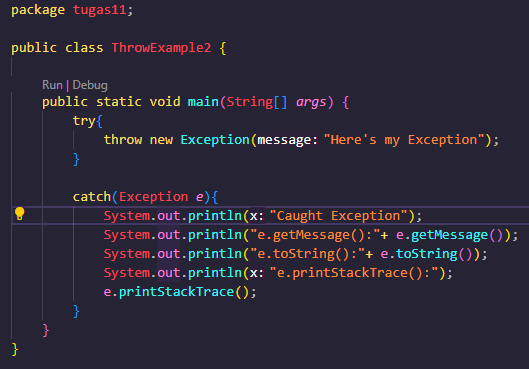 package tugas11;
public class ThrowExample2 {
Run | Debug
public static void main(String[] args) {
try{
throw new Exception(message: "Here's my Exception");
}
catch(Exception e){
System.out.println(x: "Caught Exception");
System.out.println("e.getMessage():"+ e.getMessage());
System.out.println("e.toString():"+ e.toString());
System.out.println(x: "e.printStackTrace():");
e.printStackTrace();
}
}
}